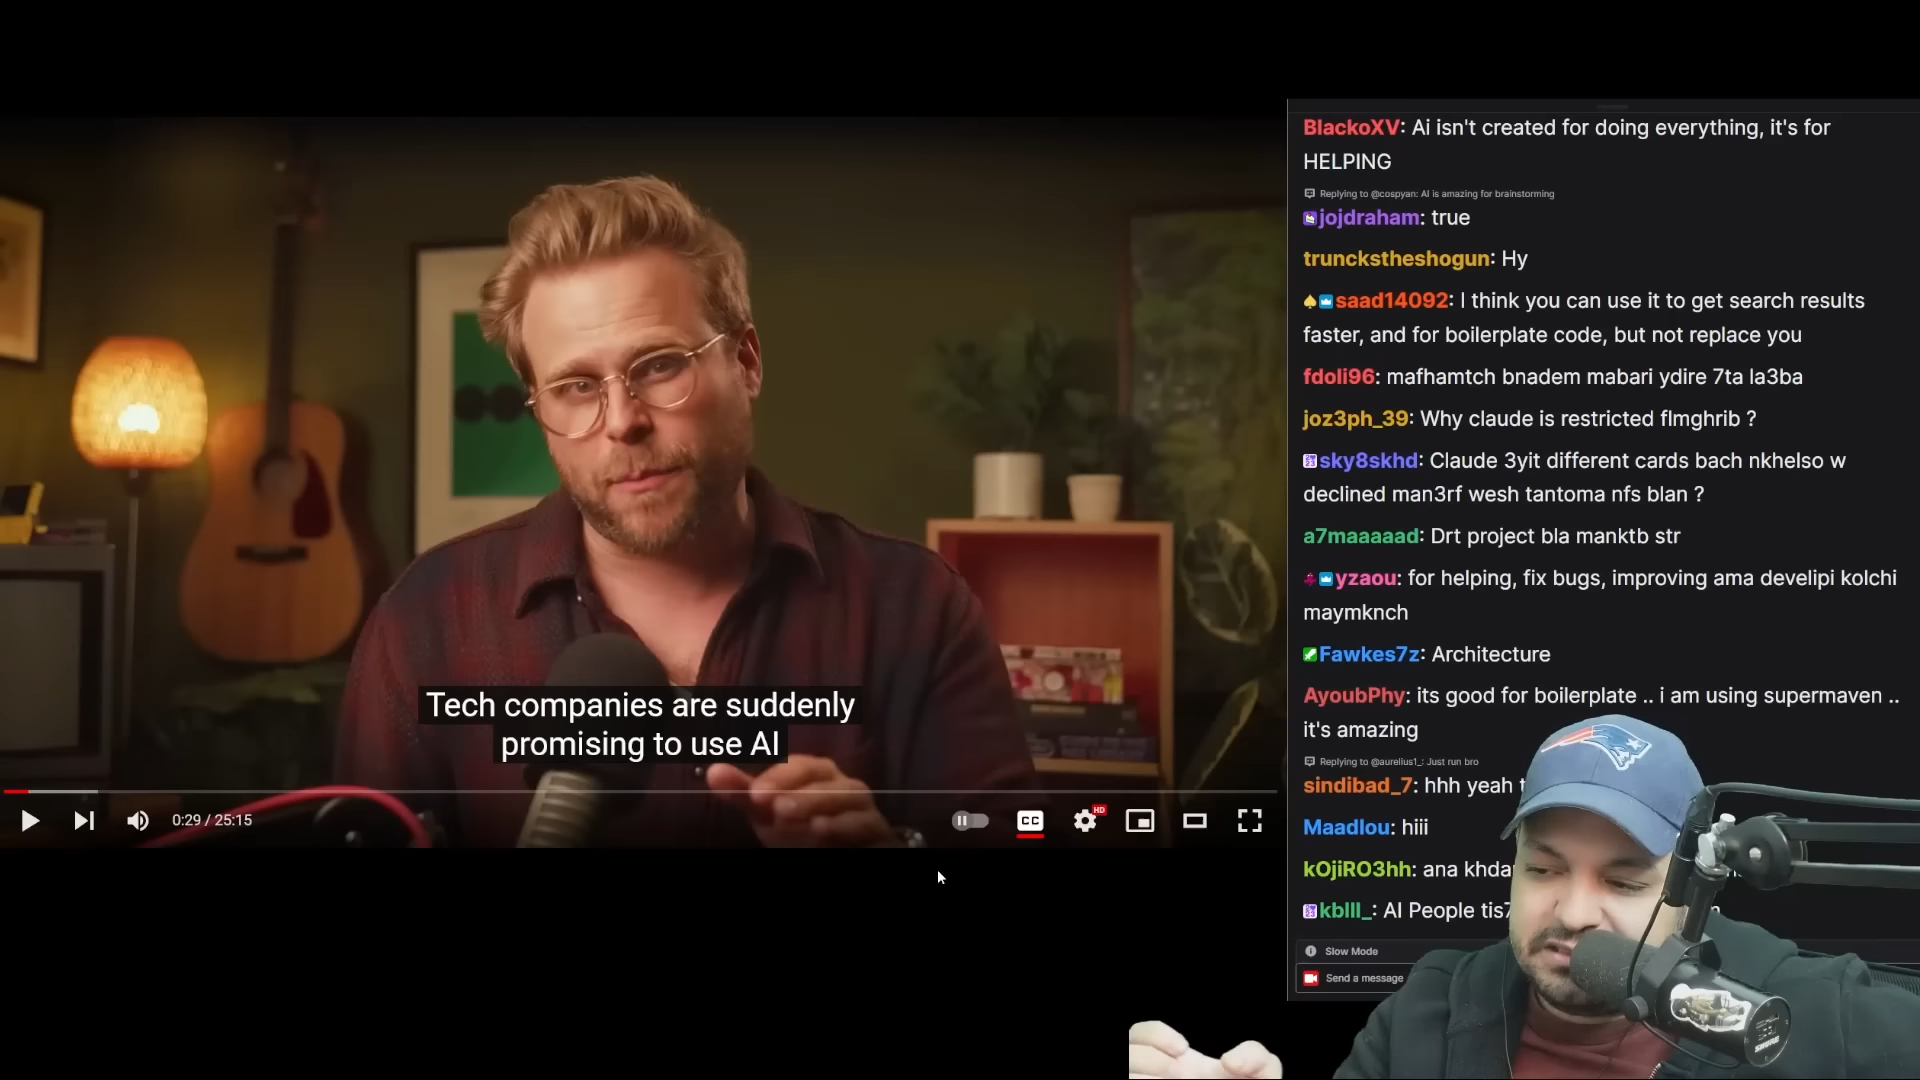 Tech companies are suddenly
promising to use AI
0:29 / 25:15
CC
HD
BlackoXV: Ai isn't created for doing everything, it's for
HELPING
Replying to @cospyan: AI is amazing for brainstorming
jojdraham: true
trunckstheshogun: Hy
saad14092: I think you can use it to get search results
faster, and for boilerplate code, but not replace you
fdoli96: mafhamtch bnadem mabari ydire 7ta la3ba
joz3ph_39: Why claude is restricted flmghrib ?
sky8skhd: Claude 3yit different cards bach nkhelso w
declined man3rf wesh tantoma nfs blan ?
a7maaaaad: Drt project bla manktb str
yzaou: for helping, fix bugs, improving ama develipi kolchi
maymknch
Fawkes7z: Architecture
AyoubPhy: its good for boilerplate .. i am using supermaven ..
it's amazing
Replying to @aurelius1_: Just run bro
sindibad_7: hhh yeah
Maadlou: hiii
kOjiRO3hh: ana
AI People
Slow Mode
Send a message
SHURE